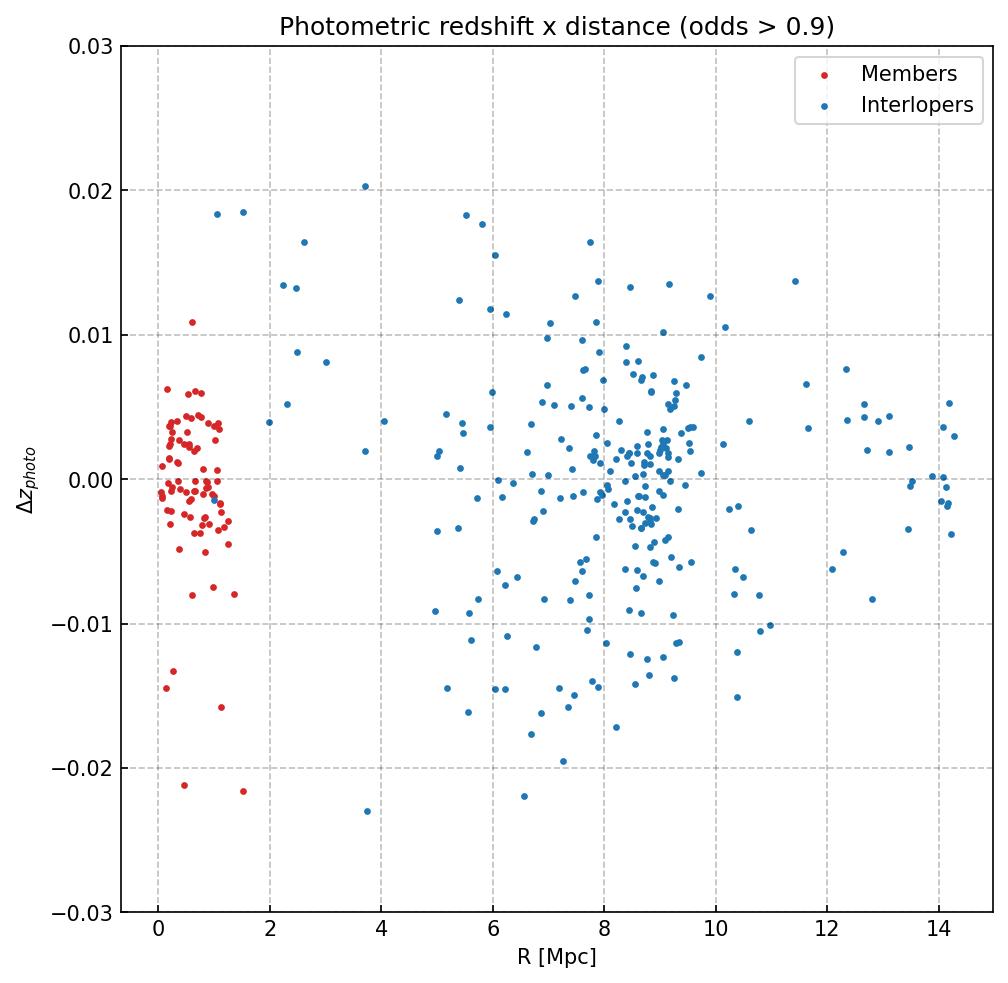 Photometric redshift x distance (odds > 0.9)
Members
Interlopers
0.03
0.02
0.01
0.00
−0.01
−0.02
−0.03
Δz_photo
0 2 4 6 8 10 12 14
R [Mpc]